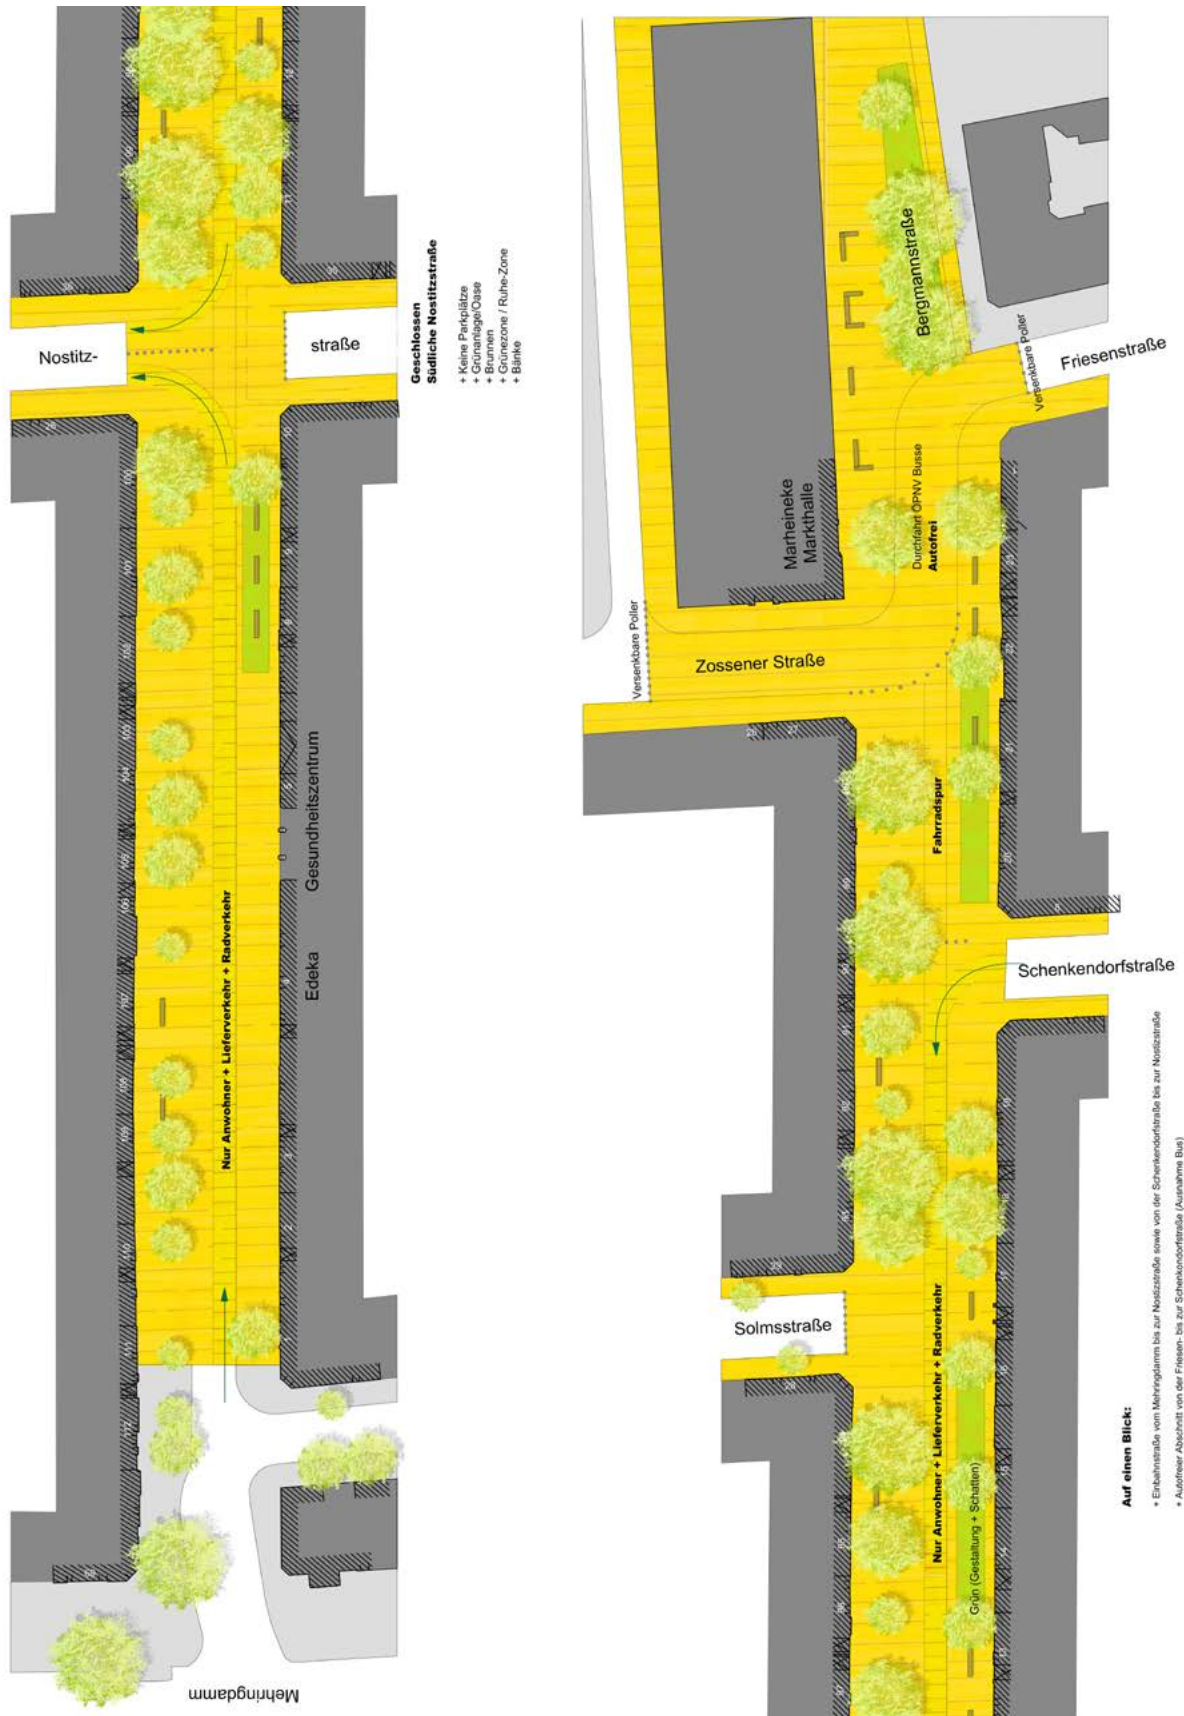 Nostitz-
straße
Geschlossen
Südliche Nostitzstraße
+ Keine Parkplätze
+ Grünanlage/Oase
+ Brunnen
+ Grünezone / Ruhe-Zone
+ Bänke
Gesundheitszentrum
Edeka
Nur Anwohner + Lieferverkehr + Radverkehr
Mehringdamm
Bergmannstraße
Versenkbare Poller
Friesenstraße
Marheineke
Markthalle
Durchfahrt ÖPNV Busse
Autofrei
Versenkbare Poller
Zossener Straße
Fahrradspur
Schenkendorfstraße
Solmsstraße
Nur Anwohner + Lieferverkehr + Radverkehr
Grün (Gestaltung + Schatten)
Auf einen Blick:
+ Einbahnstraße vom Mehringdamm bis zur Nostizstraße sowie von der Schenkendorfstraße bis zur Nostizstraße
+ Autofreier Abschnitt von der Friesen- bis zur Schenkendorfstraße (Ausnahme Bus)